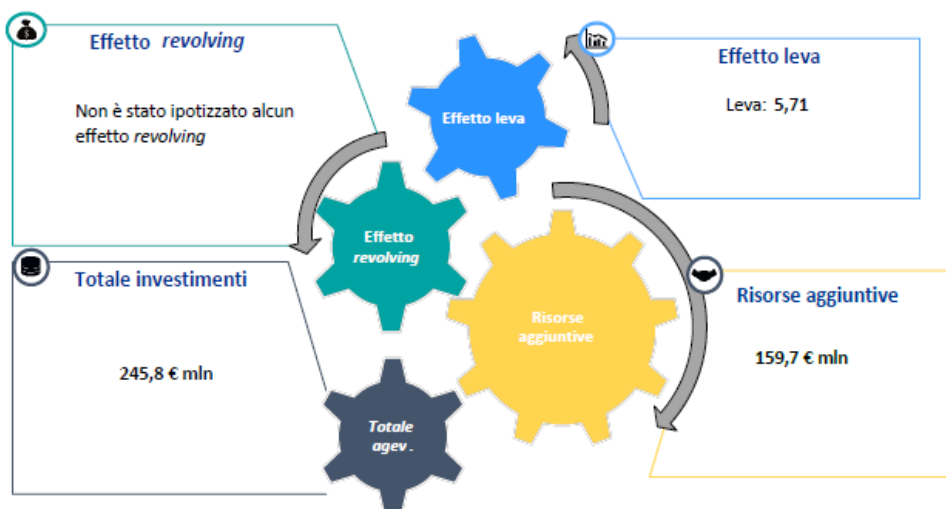 Effetto revolving
Non è stato ipotizzato alcun
effetto revolving
Effetto leva
Effetto leva
Leva: 5,71
Effetto
revolving
Totale investimenti
245,8 € mln
Risorse
aggiuntive
Risorse aggiuntive
159,7 € mln
Totale
agev .